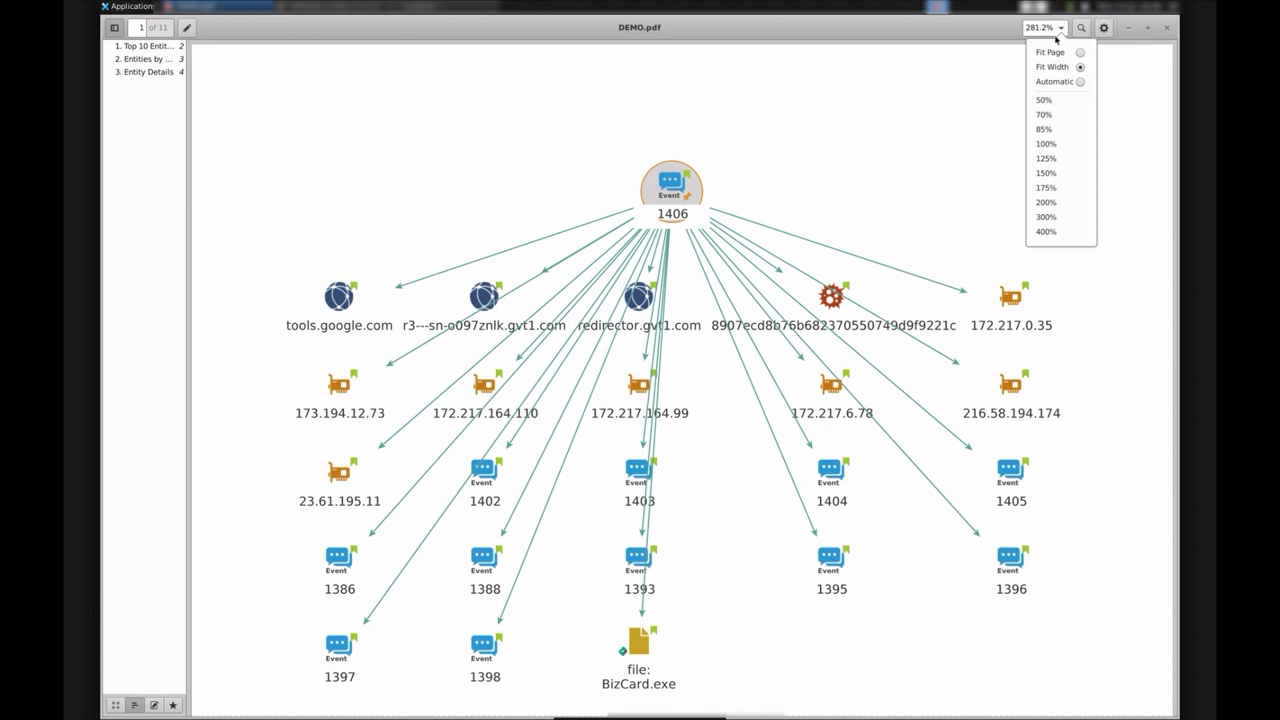 Applications
1 of 11
DEMO.pdf
281.2%
1. Top 10 Entit... 2
2. Entities by ... 3
3. Entity Details 4
Fit Page
Fit Width
Automatic
50%
70%
85%
100%
125%
150%
175%
200%
300%
400%
Event
1406
tools.google.com r3---sn-o097znlk.gvt1.com redirector.gvt1.com 8907ecd8b76b682370550749d9f9221c 172.217.0.35
173.194.12.73 172.217.164.110 172.217.164.99 172.217.6.78 216.58.194.174
Event Event Event Event
23.61.195.11 1402 1403 1404 1405
Event Event Event Event Event
1386 1388 1393 1395 1396
Event Event
1397 1398
file:
BizCard.exe